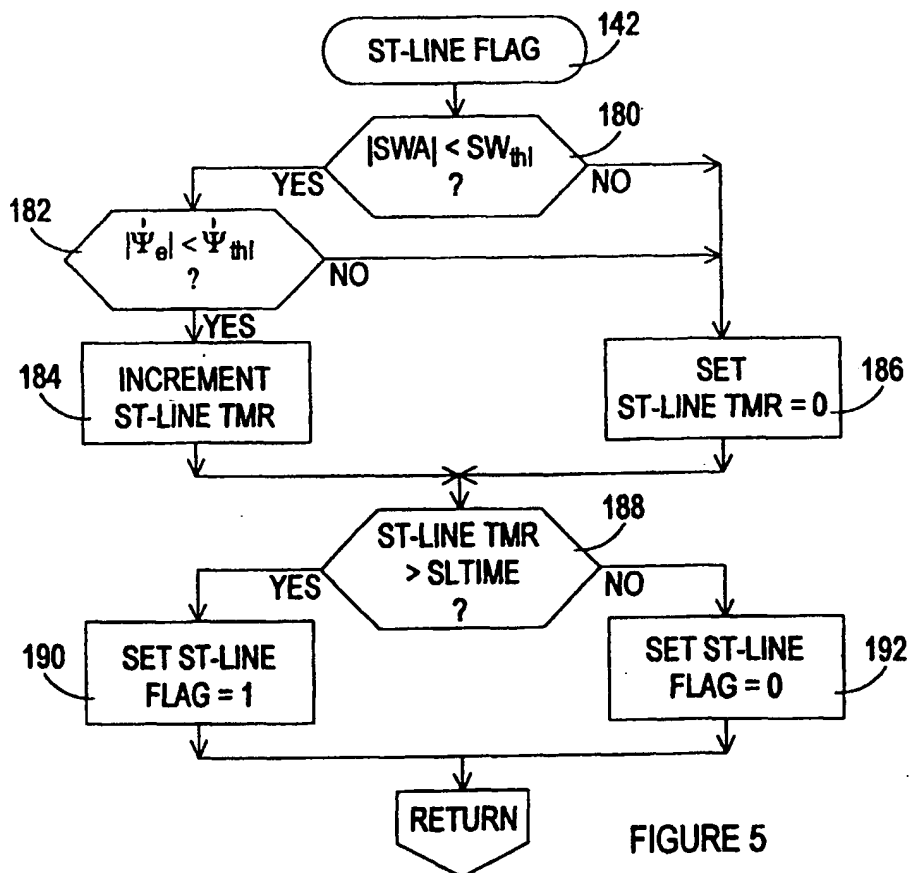 ST-LINE FLAG
142
180
|SWA| < SWthl
?
YES
NO
182
|Ψ̇e| < Ψ̇thl
?
NO
YES
184
INCREMENT
ST-LINE TMR
SET
ST-LINE TMR = 0
186
188
ST-LINE TMR
> SLTIME
?
YES
NO
190
SET ST-LINE
FLAG = 1
SET ST-LINE
FLAG = 0
192
RETURN
FIGURE 5